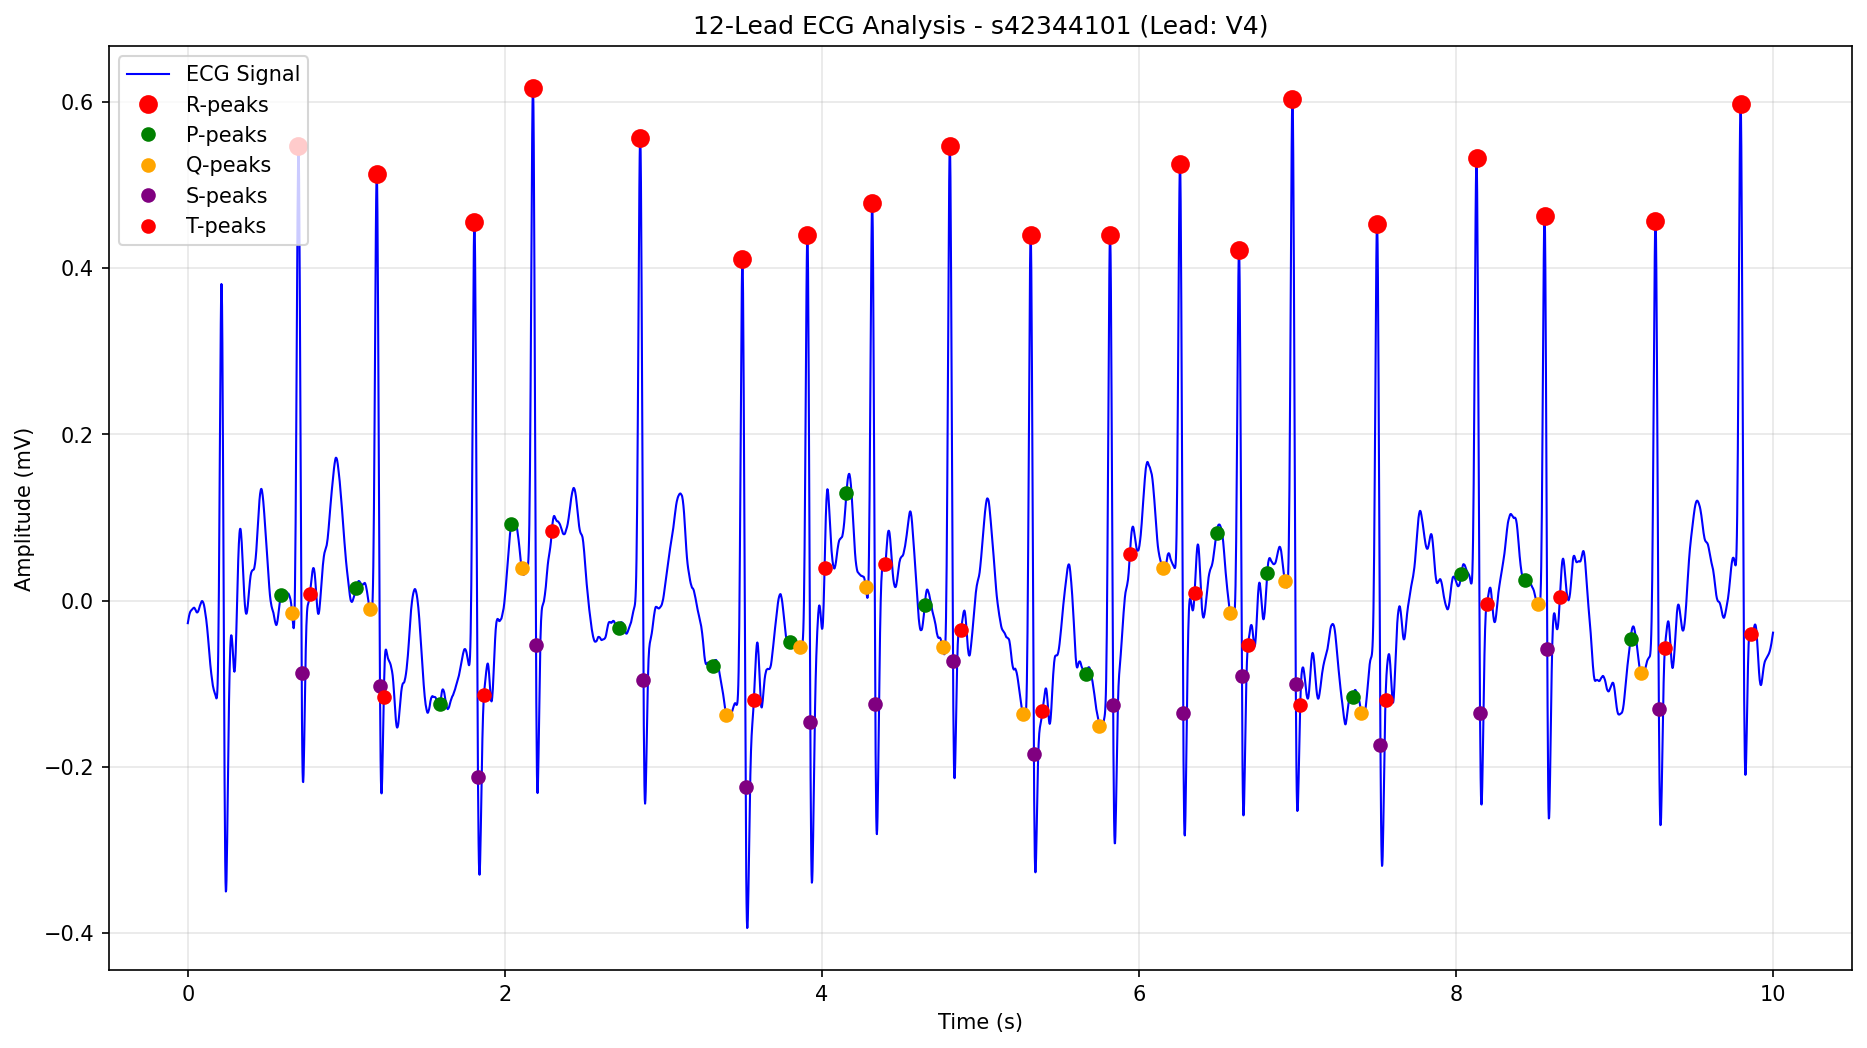 12-Lead ECG Analysis - s42344101 (Lead: V4)
ECG Signal
R-peaks
P-peaks
Q-peaks
S-peaks
T-peaks
Amplitude (mV)
0.6
0.4
0.2
0.0
−0.2
−0.4
0 2 4 6 8 10
Time (s)